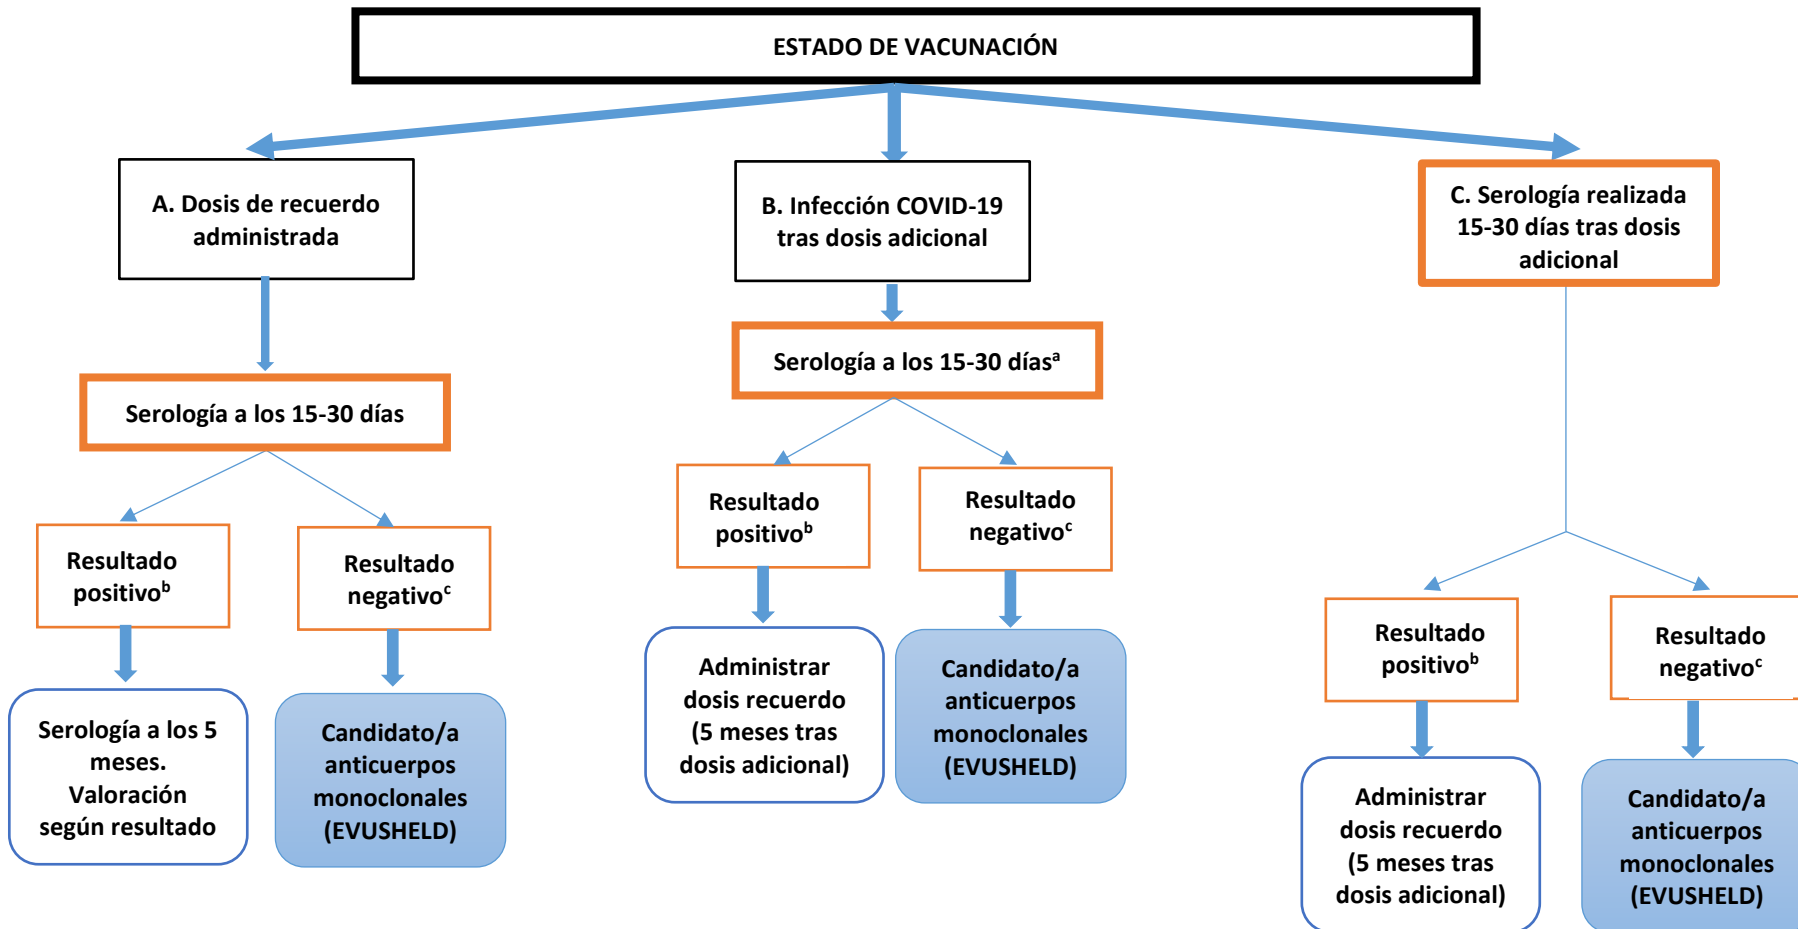 ESTADO DE VACUNACIÓN
A. Dosis de recuerdo
administrada
Serología a los 15-30 días
Resultado
positivoᵇ
Resultado
negativoᶜ
Serología a los 5
meses.
Valoración
según resultado
Candidato/a
anticuerpos
monoclonales
(EVUSHELD)
B. Infección COVID-19
tras dosis adicional
Serología a los 15-30 díasᵃ
Resultado
positivoᵇ
Resultado
negativoᶜ
Administrar
dosis recuerdo
(5 meses tras
dosis adicional)
Candidato/a
anticuerpos
monoclonales
(EVUSHELD)
C. Serología realizada
15-30 días tras dosis
adicional
Resultado
positivoᵇ
Resultado
negativoᶜ
Administrar
dosis recuerdo
(5 meses tras
dosis adicional)
Candidato/a
anticuerpos
monoclonales
(EVUSHELD)